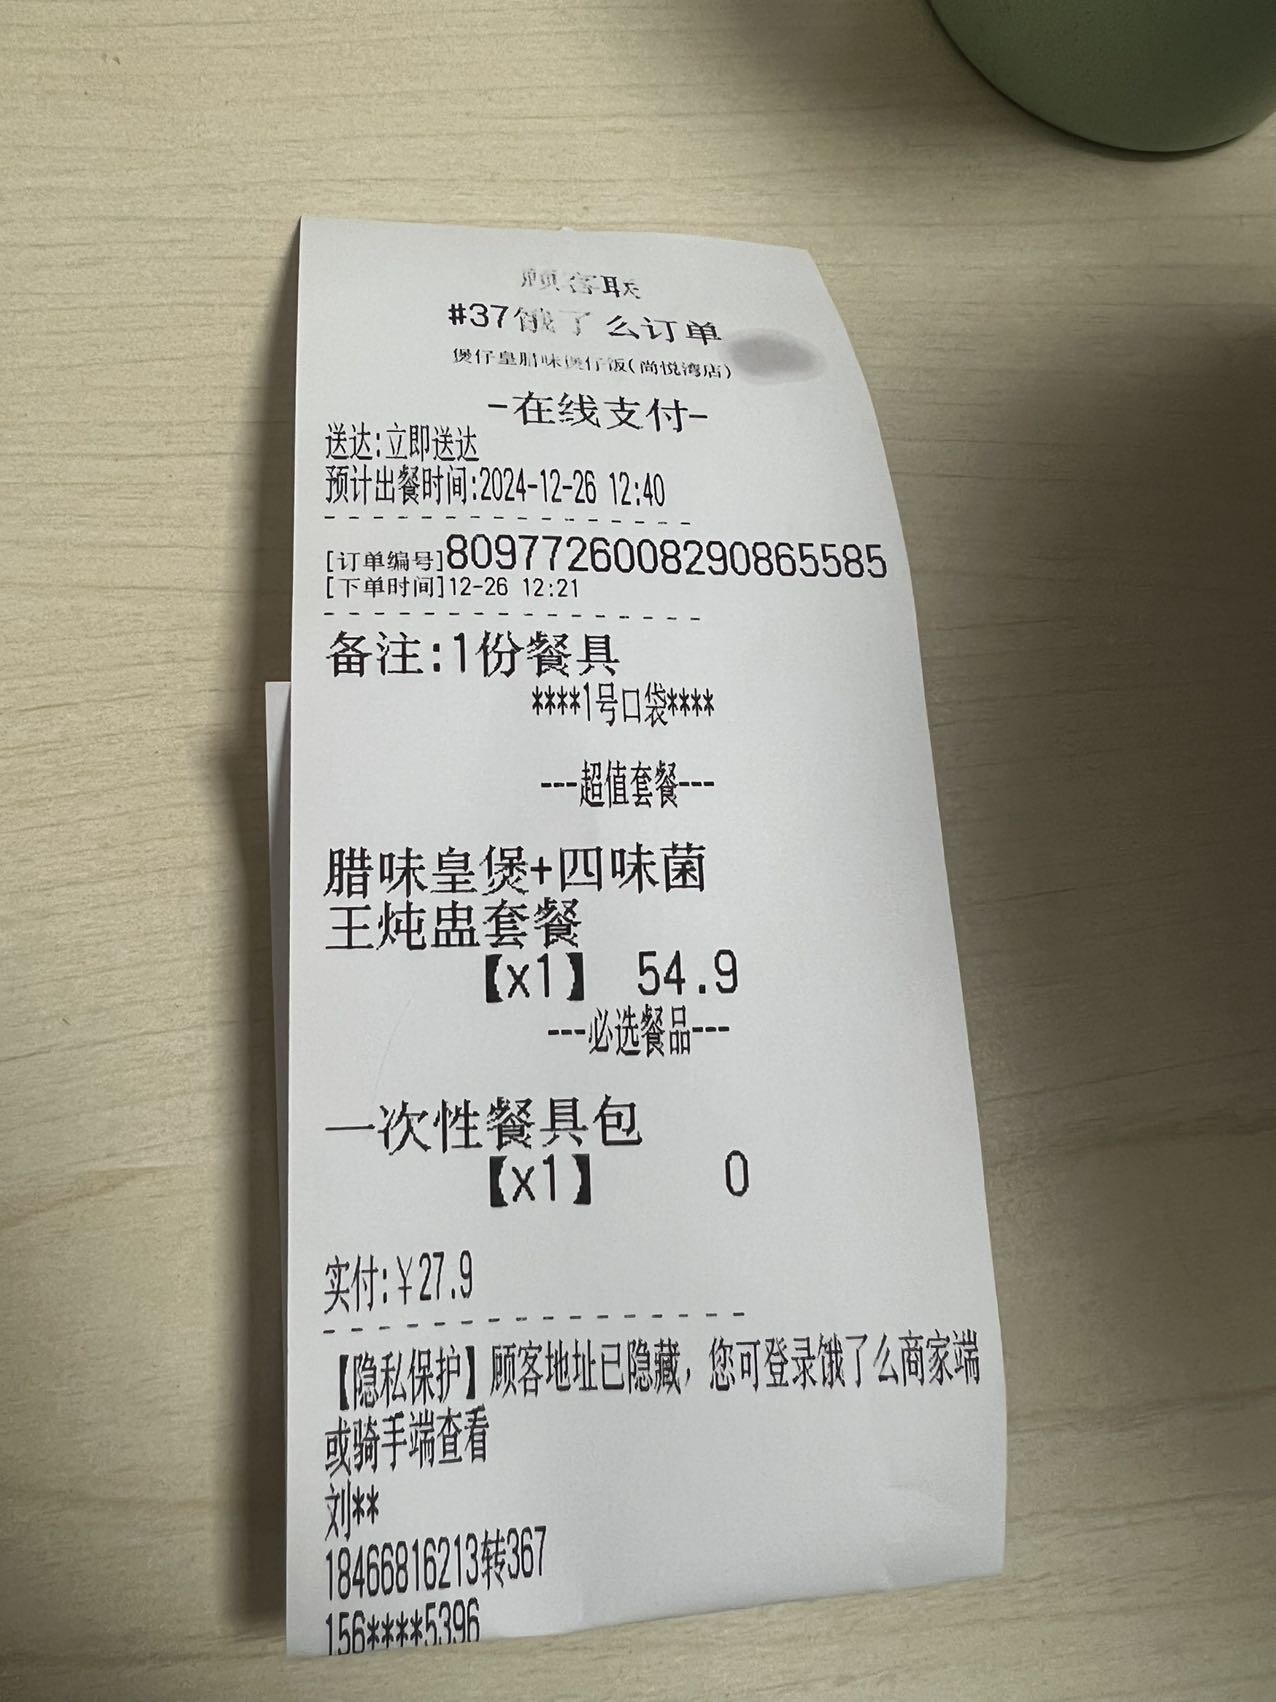 顾客联
#37饿了么订单
煲仔皇腊味煲仔饭(尚悦湾店)
-在线支付-
送达:立即送达
预计出餐时间:2024-12-26 12:40
[订单编号]8097726008290865585
[下单时间]12-26 12:21
备注:1份餐具
****1号口袋****
---超值套餐---
腊味皇煲+四味菌
王炖盅套餐
【x1】 54.9
---必选餐品---
一次性餐具包
【x1】 0
实付:¥27.9
【隐私保护】顾客地址已隐藏，您可登录饿了么商家端
或骑手端查看
刘**
18466816213转367
156****5396